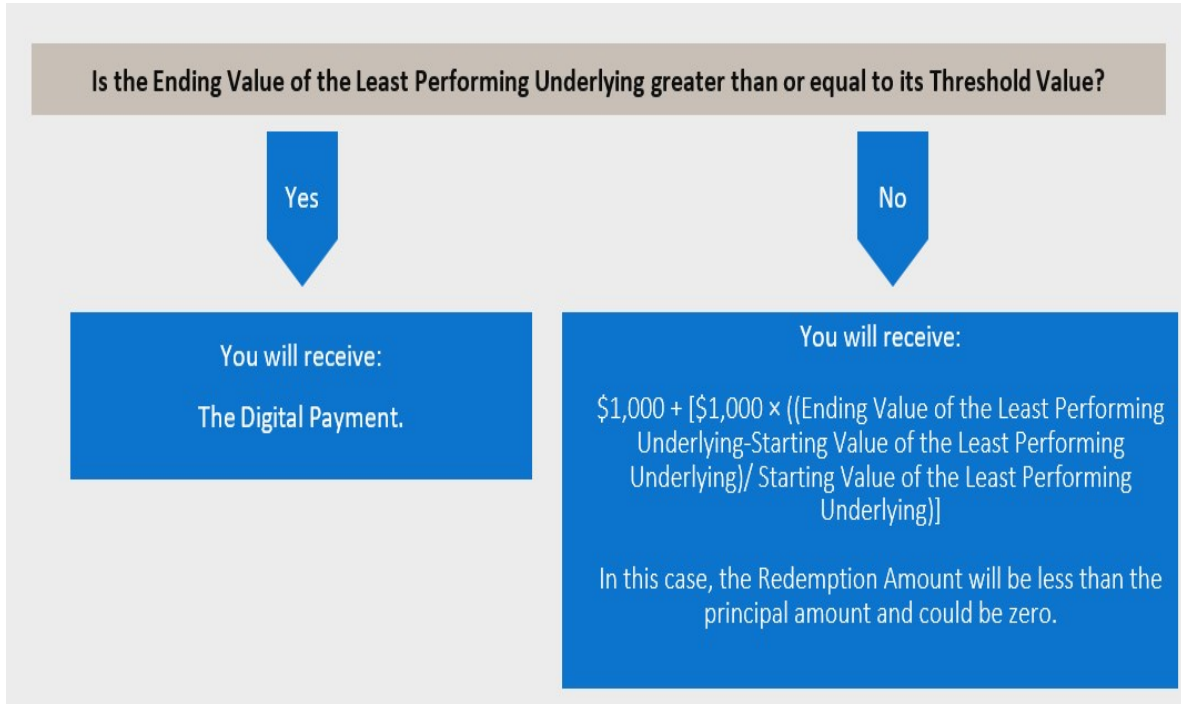 Is the Ending Value of the Least Performing Underlying greater than or equal to its Threshold Value?
Yes
No
You will receive:
The Digital Payment.
You will receive:
$1,000 + [$1,000 × ((Ending Value of the Least Performing
Underlying-Starting Value of the Least Performing
Underlying)/ Starting Value of the Least Performing
Underlying)]
In this case, the Redemption Amount will be less than the
principal amount and could be zero.